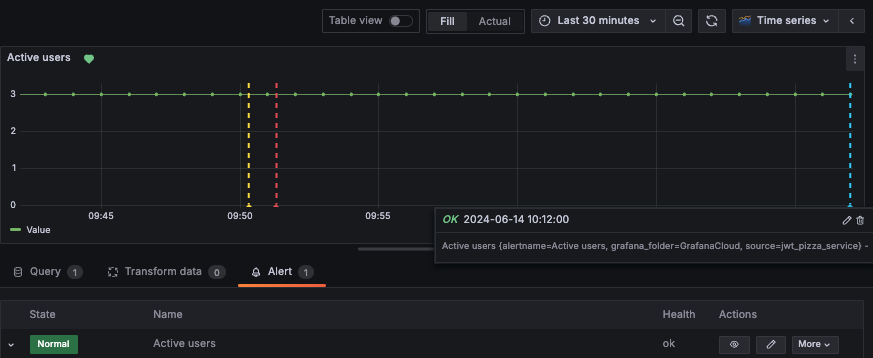 Table view Fill Actual Last 30 minutes Time series
Active users
3
2
1
0
09:45 09:50 09:55
Value
OK 2024-06-14 10:12:00
Active users {alertname=Active users, grafana_folder=GrafanaCloud, source=jwt_pizza_service} -
Query 1 Transform data 0 Alert 1
State Name Health Actions
Normal Active users ok More